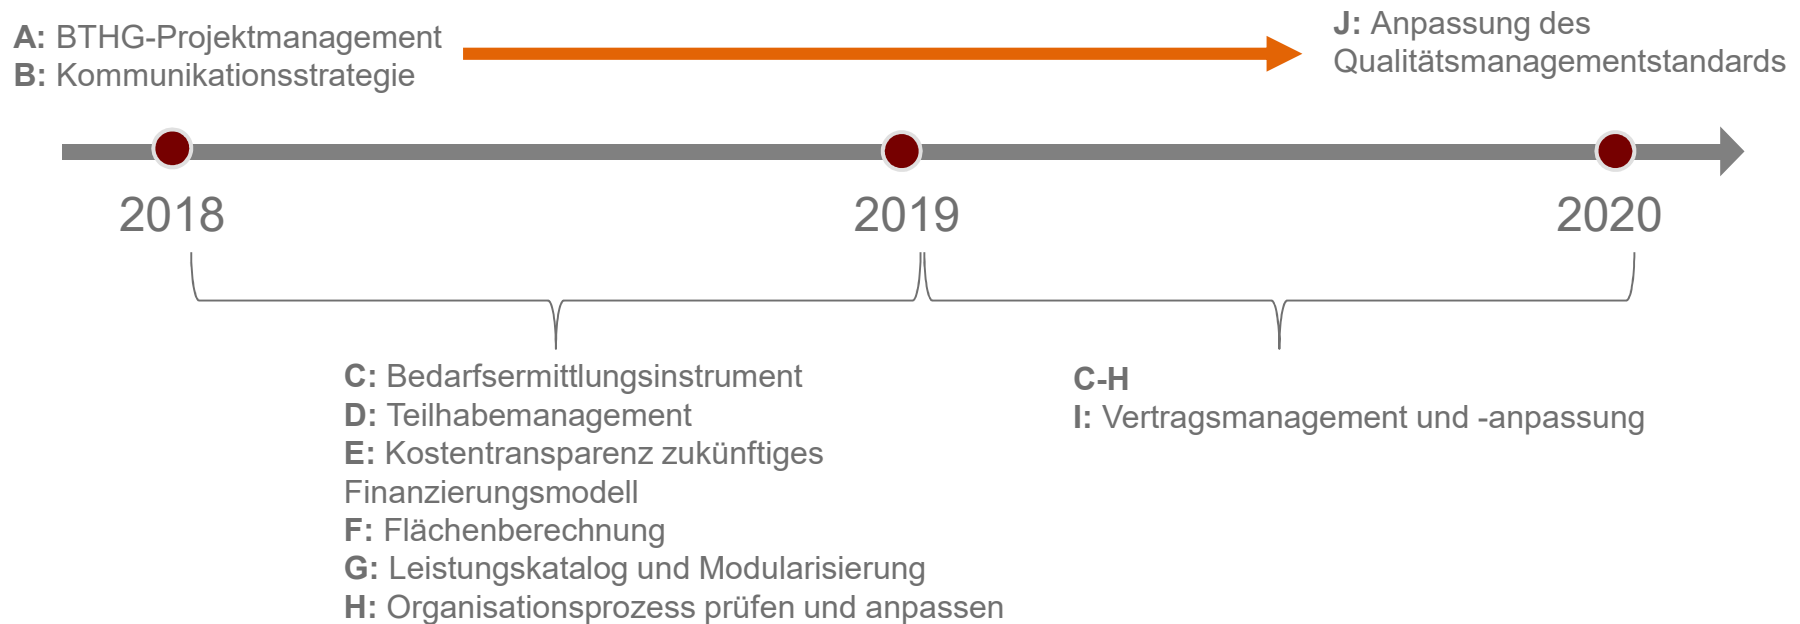 A: BTHG-Projektmanagement
B: Kommunikationsstrategie
J: Anpassung des
Qualitätsmanagementstandards
2018
2019
2020
C: Bedarfsermittlungsinstrument
D: Teilhabemanagement
E: Kostentransparenz zukünftiges
Finanzierungsmodell
F: Flächenberechnung
G: Leistungskatalog und Modularisierung
H: Organisationsprozess prüfen und anpassen
C-H
I: Vertragsmanagement und -anpassung